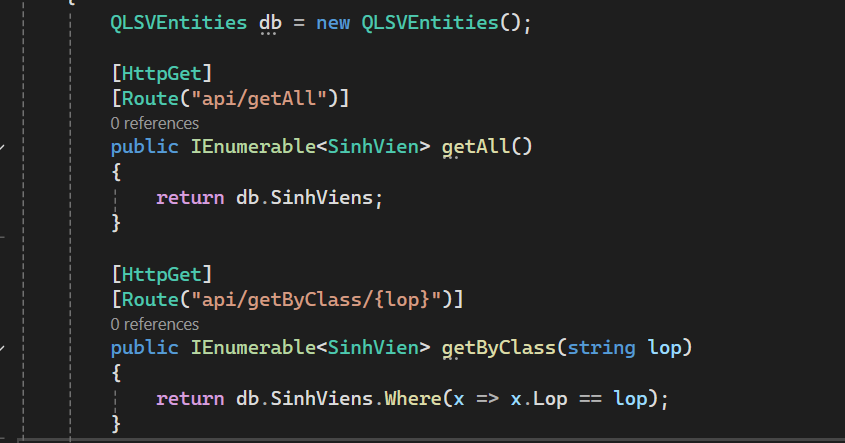 {
QLSVEntities db = new QLSVEntities();
[HttpGet]
[Route("api/getAll")]
0 references
public IEnumerable<SinhVien> getAll()
{
return db.SinhViens;
}
[HttpGet]
[Route("api/getByClass/{lop}")]
0 references
public IEnumerable<SinhVien> getByClass(string lop)
{
return db.SinhViens.Where(x => x.Lop == lop);
}